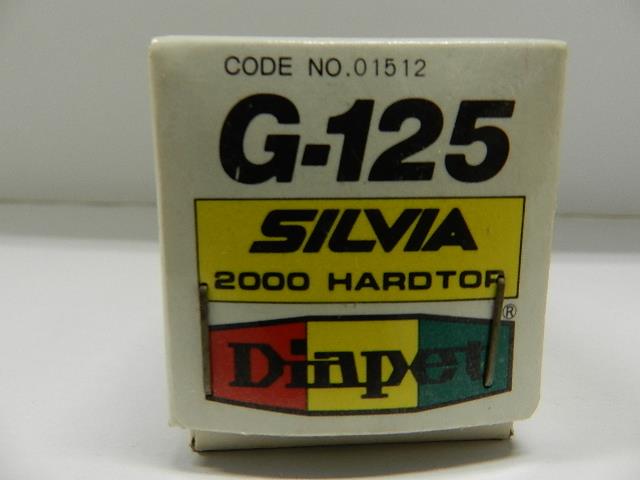 CODE NO.01512
G-125
SILVIA
2000 HARDTOP
®
Diapet